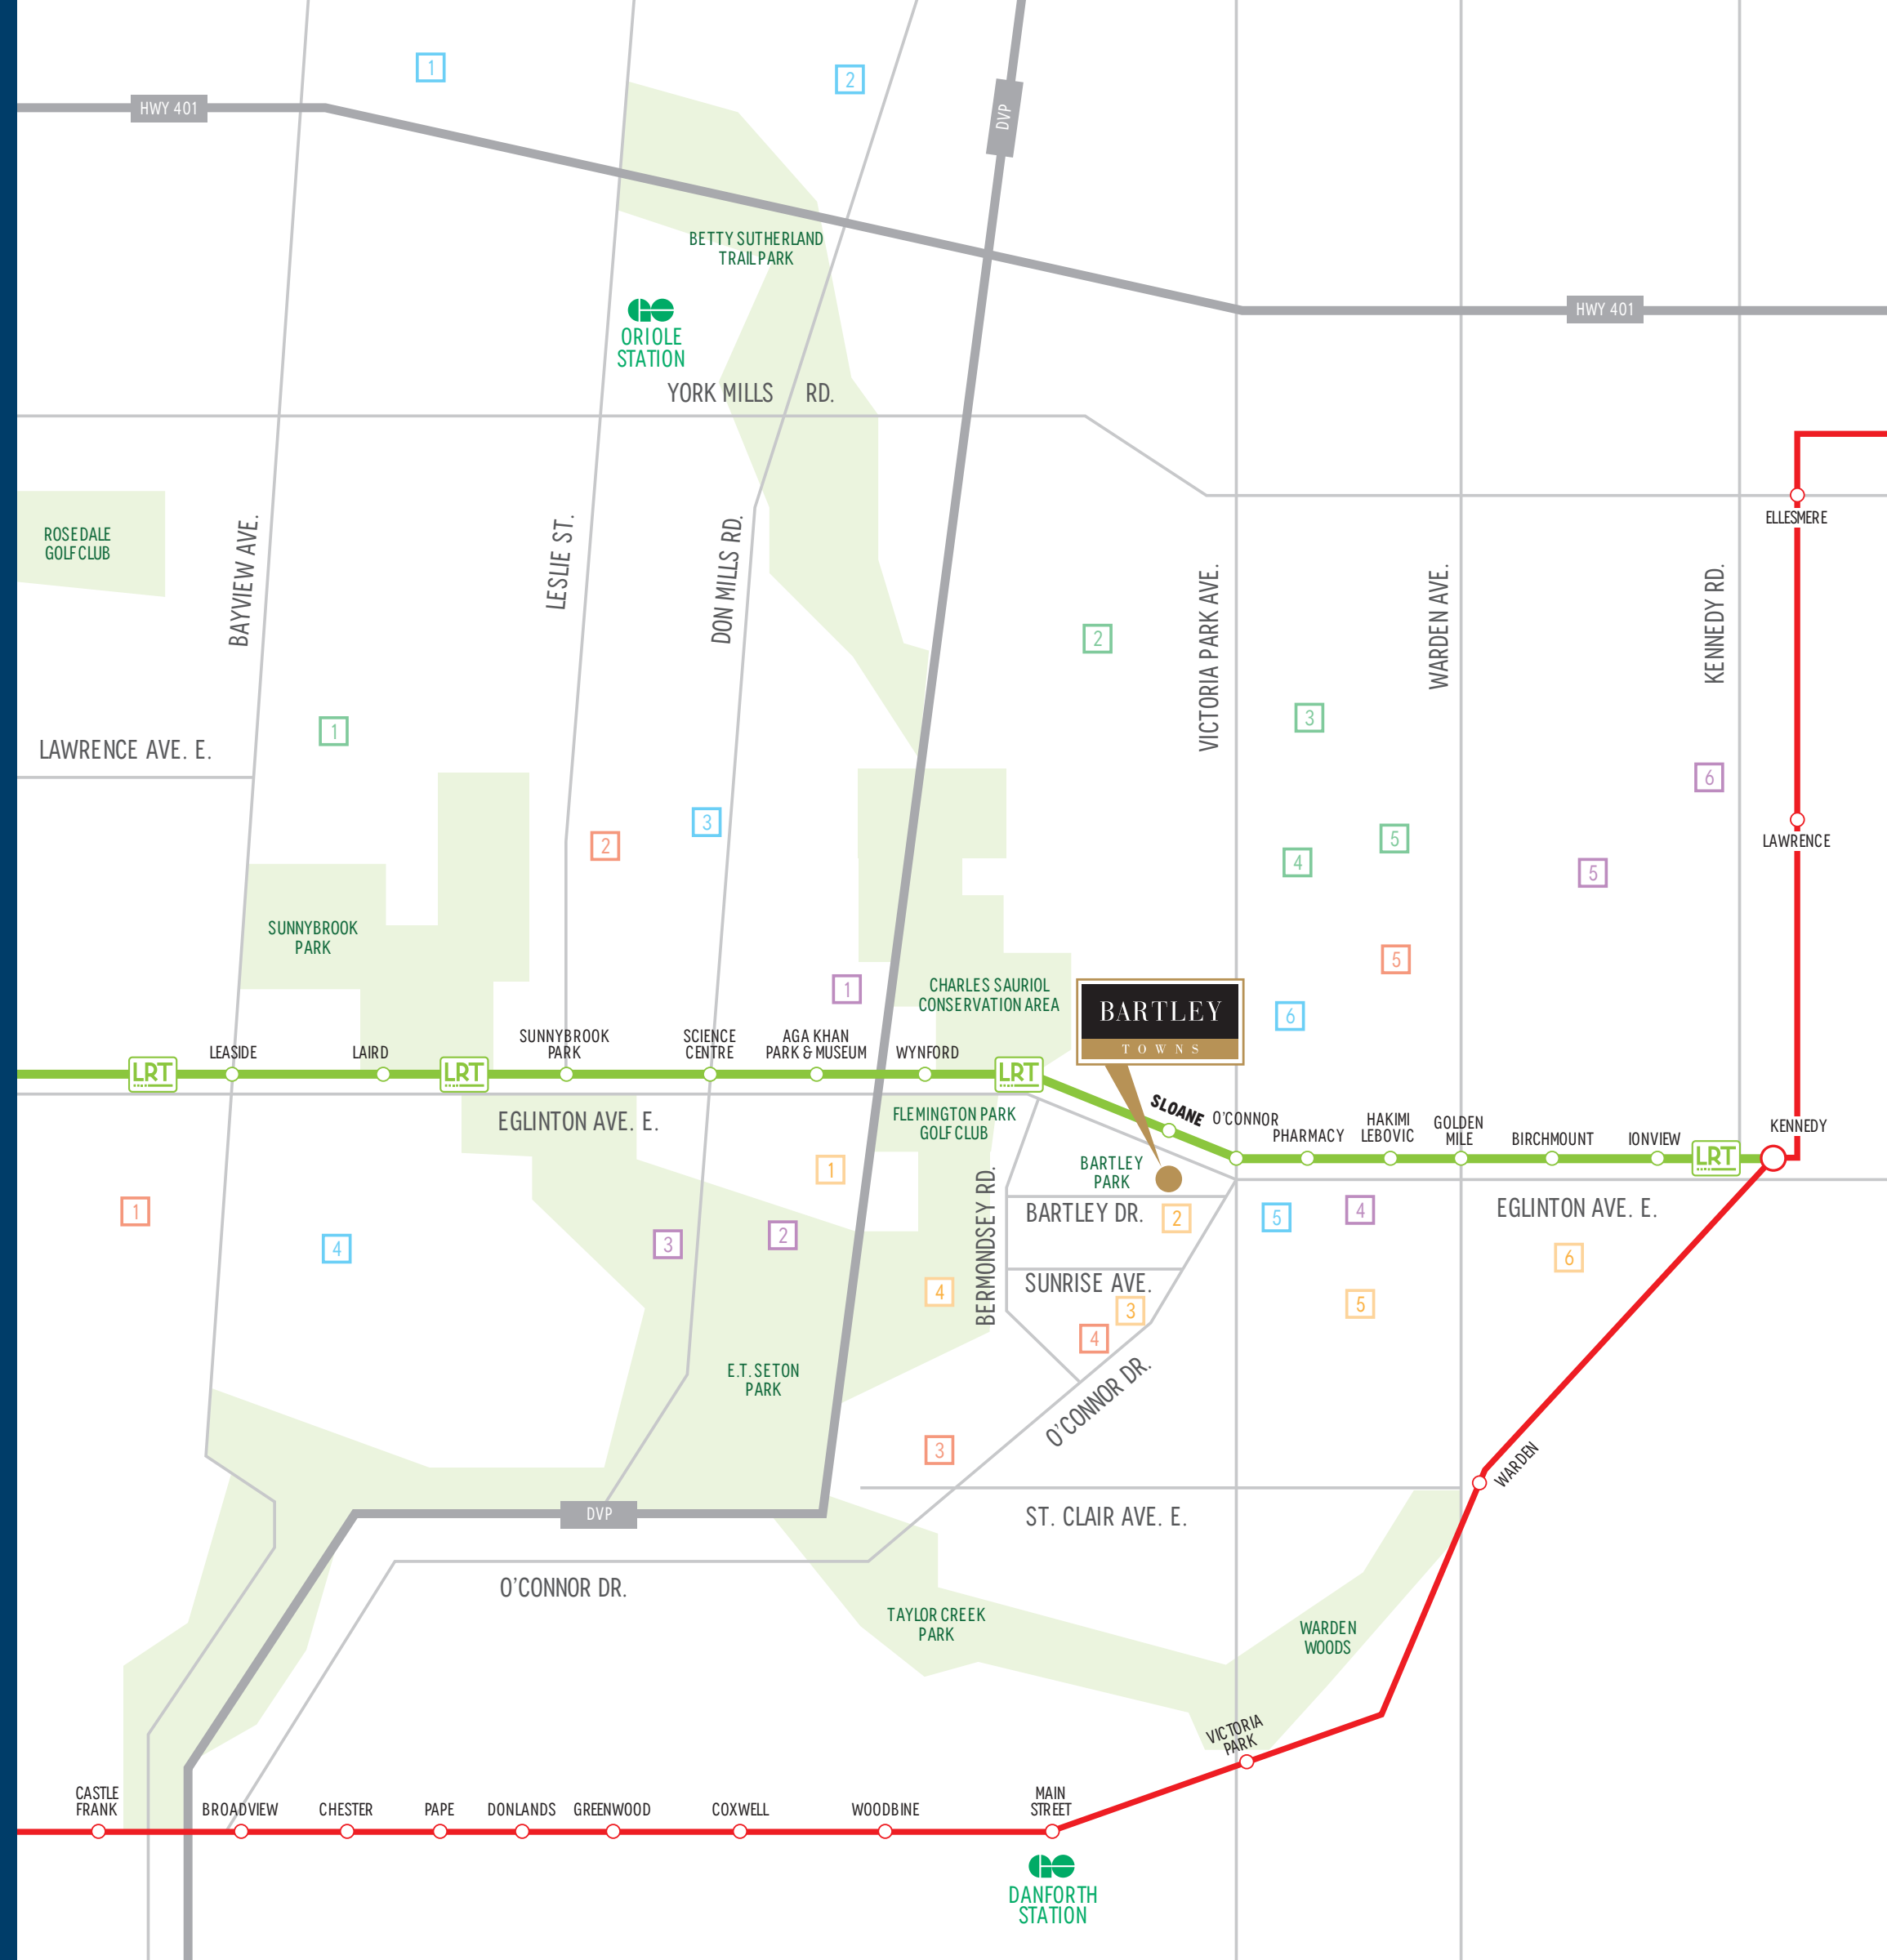 1
2
HWY 401
DVP
BETTY SUTHERLAND
TRAIL PARK
HWY 401
ORIOLE
STATION
YORK MILLS RD.
ELLESMERE
ROSEDALE
GOLF CLUB
BAYVIEW AVE.
LESLIE ST.
DON MILLS RD.
VICTORIA PARK AVE.
WARDEN AVE.
KENNEDY RD.
2
3
1
LAWRENCE AVE. E.
6
3
2
5
4
LAWRENCE
5
SUNNYBROOK
PARK
5
1
CHARLES SAURIOL
CONSERVATION AREA
BARTLEY
TOWNS
6
LRT
LEASIDE
LAIRD
LRT
SUNNYBROOK
PARK
SCIENCE
CENTRE
AGA KHAN
PARK & MUSEUM
WYNFORD
LRT
SLOANE
O'CONNOR
PHARMACY
HAKIMI
LEBOVIC
GOLDEN
MILE
BIRCHMOUNT
IONVIEW
LRT
KENNEDY
EGLINTON AVE. E.
FLEMINGTON PARK
GOLF CLUB
BARTLEY
PARK
1
BERMONDSEY RD.
BARTLEY DR.
2
5
4
EGLINTON AVE. E.
1
4
3
2
6
4
SUNRISE AVE.
3
5
4
E.T. SETON
PARK
O'CONNOR DR.
3
WARDEN
DVP
ST. CLAIR AVE. E.
O'CONNOR DR.
TAYLOR CREEK
PARK
WARDEN
WOODS
VICTORIA
PARK
CASTLE
FRANK
BROADVIEW
CHESTER
PAPE
DONLANDS
GREENWOOD
COXWELL
WOODBINE
MAIN
STREET
DANFORTH
STATION